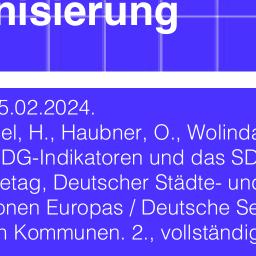 nisierung
5.02.2024.
el, H., Haubner, O., Wolinda
DG-Indikatoren und das SD
etag, Deutscher Städte- und
onen Europas / Deutsche Se
n Kommunen. 2., vollständig